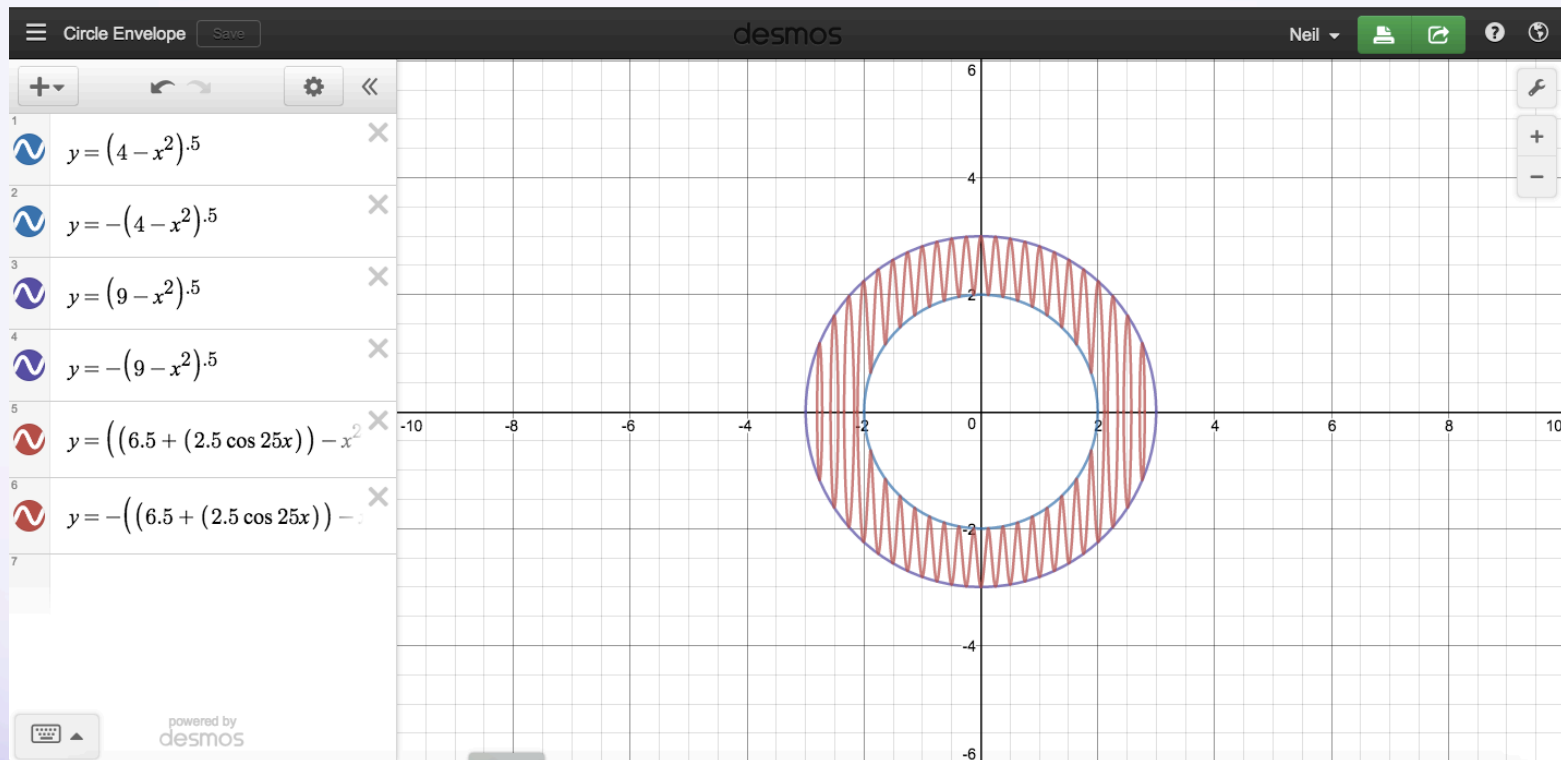 Circle Envelope Save desmos Neil
1
y = (4 − x²)^.5
2
y = −(4 − x²)^.5
3
y = (9 − x²)^.5
4
y = −(9 − x²)^.5
5
y = ((6.5 + (2.5 cos 25x)) − x²
6
y = −((6.5 + (2.5 cos 25x)) −
7
powered by
desmos
6
4
2
-10 -8 -6 -4 -2 0 2 4 6 8 10
-2
-4
-6